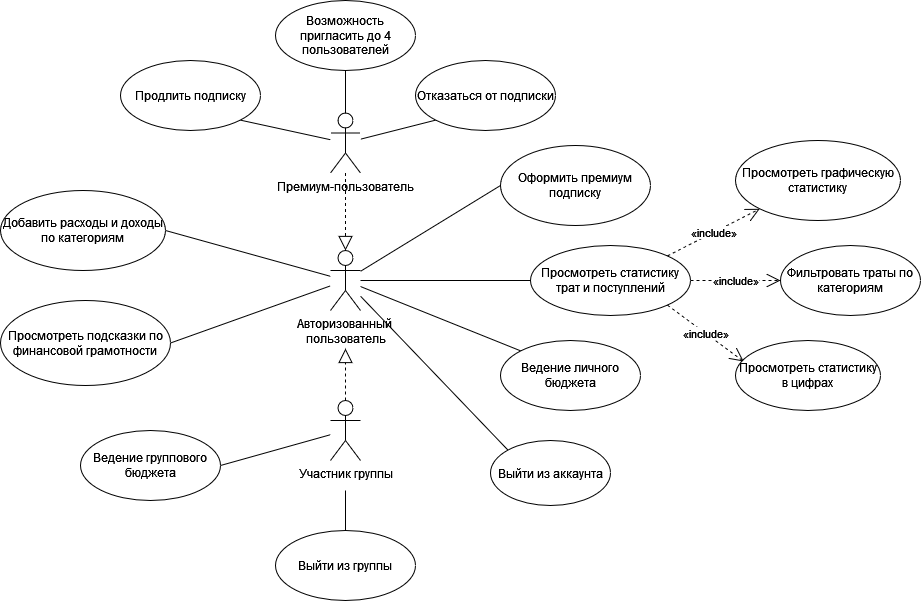 Возможность
пригласить до 4
пользователей
Продлить подписку
Отказаться от подписки
Премиум-пользователь
Оформить премиум
подписку
Просмотреть графическую
статистику
Добавить расходы и доходы
по категориям
«include»
Просмотреть статистику
трат и поступлений
«include»
Фильтровать траты по
категориям
Авторизованный
пользователь
Просмотреть подсказки по
финансовой грамотности
«include»
Ведение личного
бюджета
Просмотреть статистику
в цифрах
Ведение группового
бюджета
Участник группы
Выйти из аккаунта
Выйти из группы